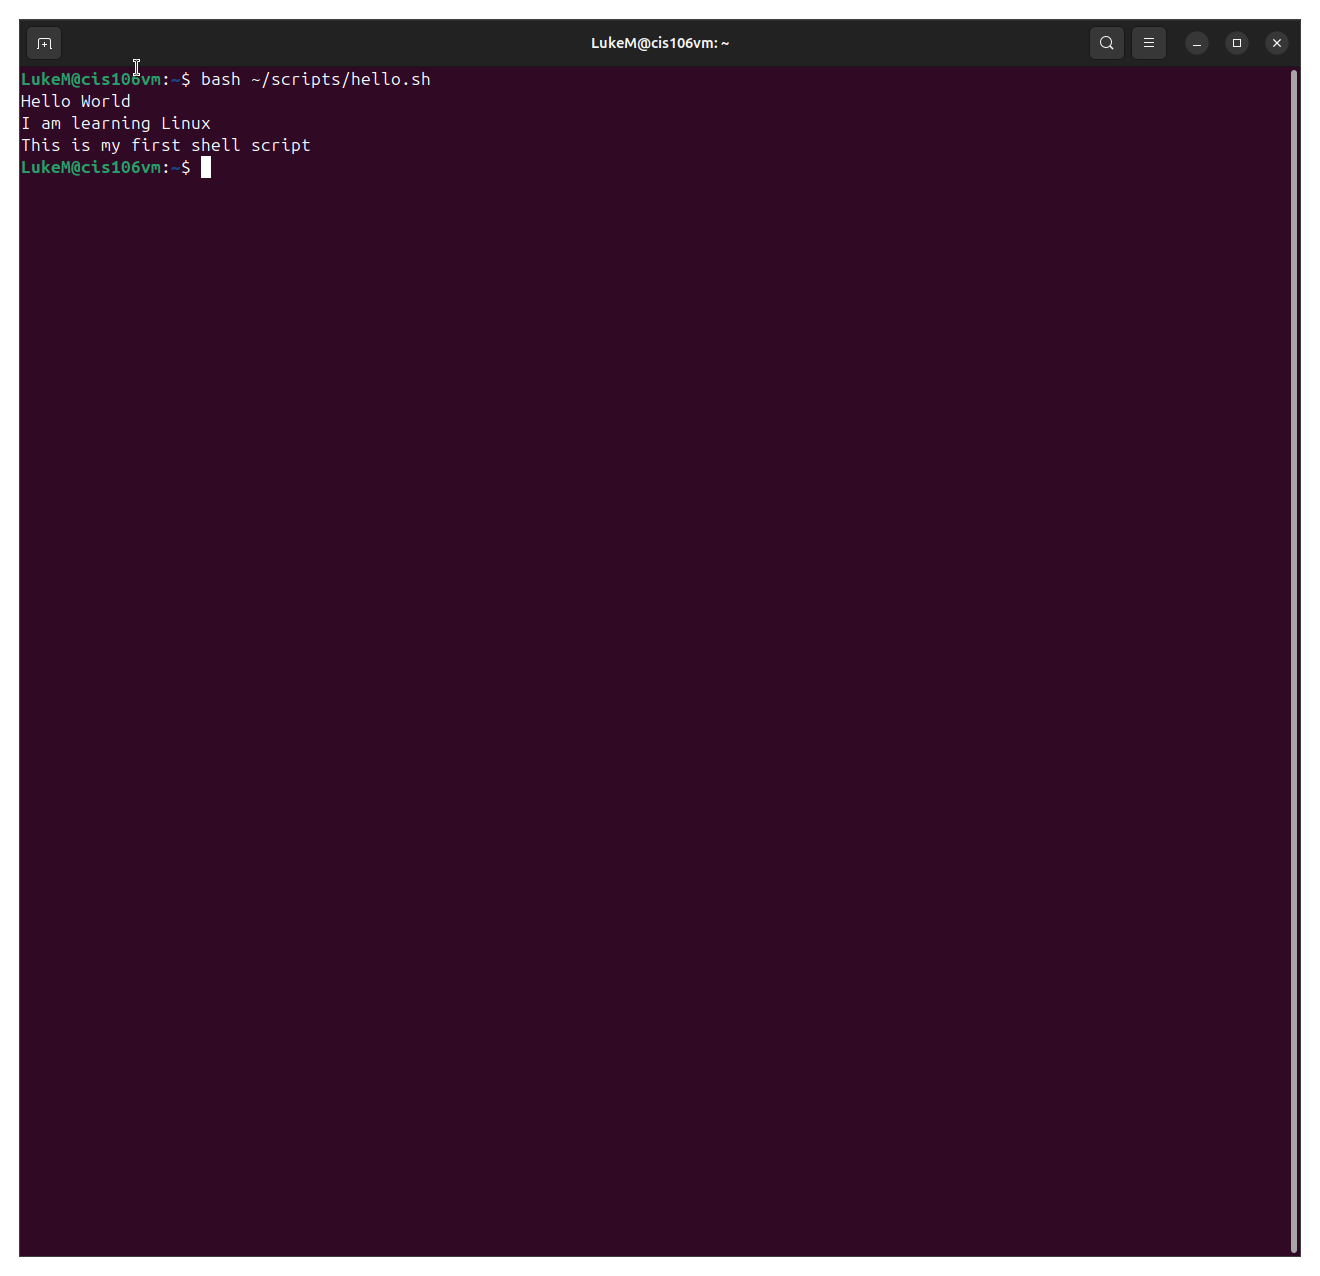 LukeM@cis106vm: ~
LukeM@cis106vm:~$ bash ~/scripts/hello.sh
Hello World
I am learning Linux
This is my first shell script
LukeM@cis106vm:~$